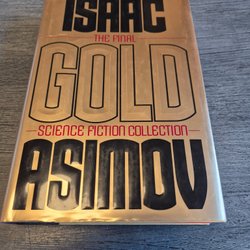 ISAAC
THE FINAL
GOLD
SCIENCE FICTION COLLECTION
ASIMOV